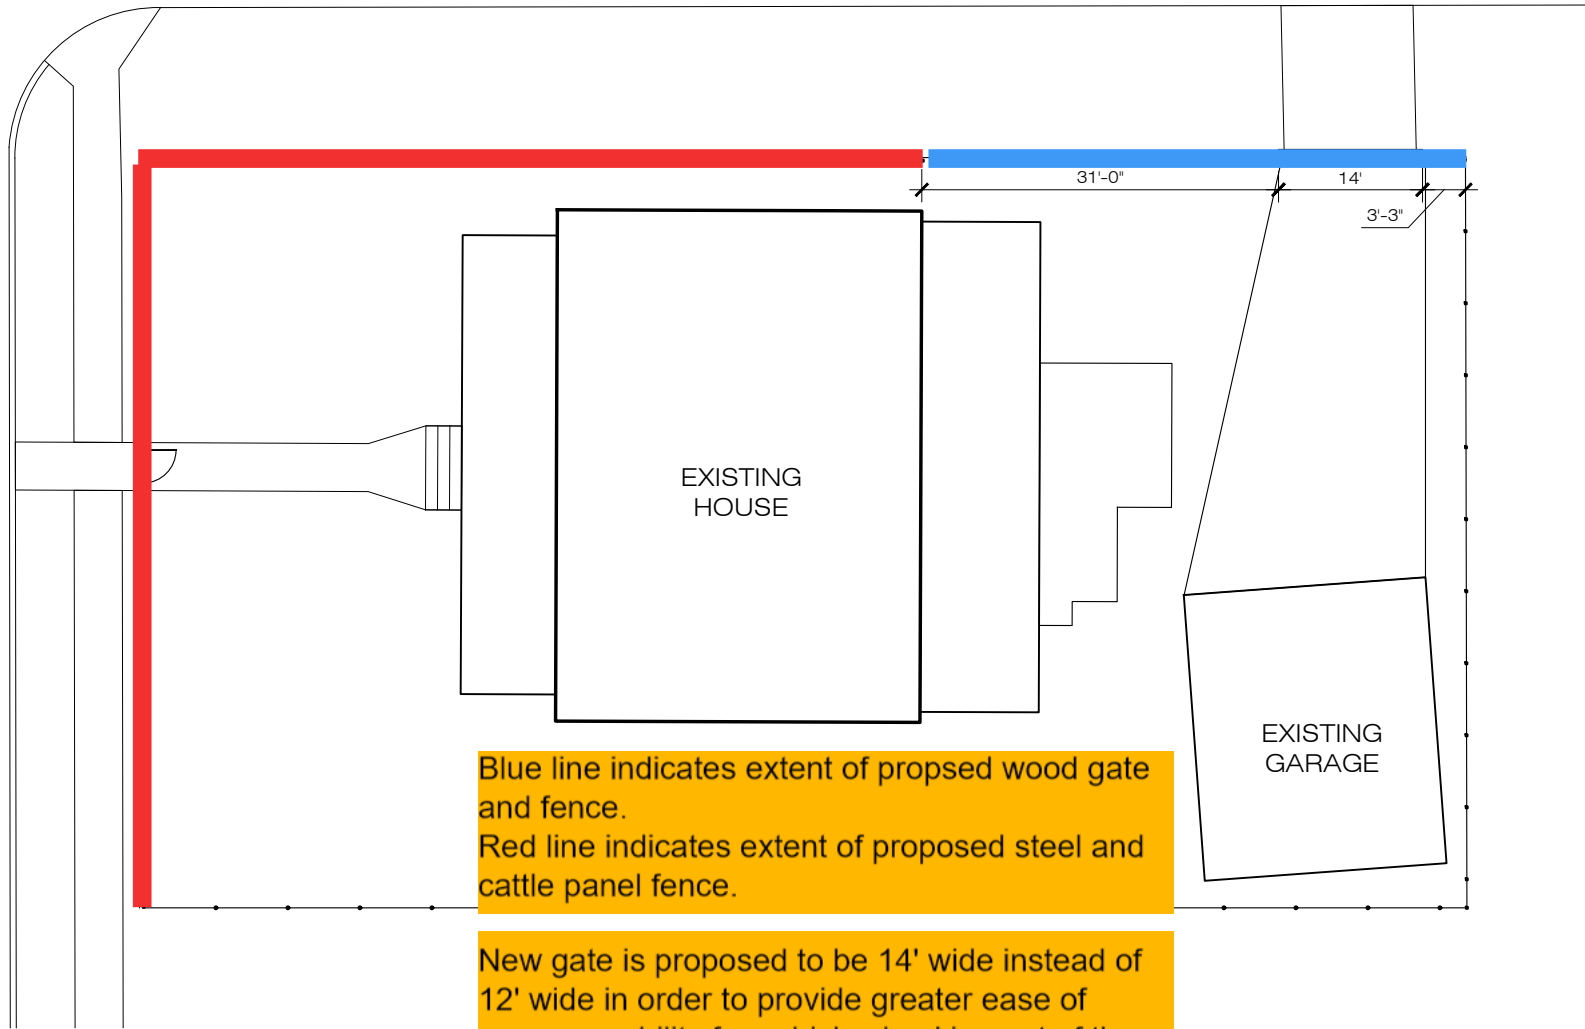 31'-0"
14'
3'-3"
EXISTING
HOUSE
EXISTING
GARAGE
Blue line indicates extent of propsed wood gate
and fence.
Red line indicates extent of proposed steel and
cattle panel fence.
New gate is proposed to be 14' wide instead of
12' wide in order to provide greater ease of